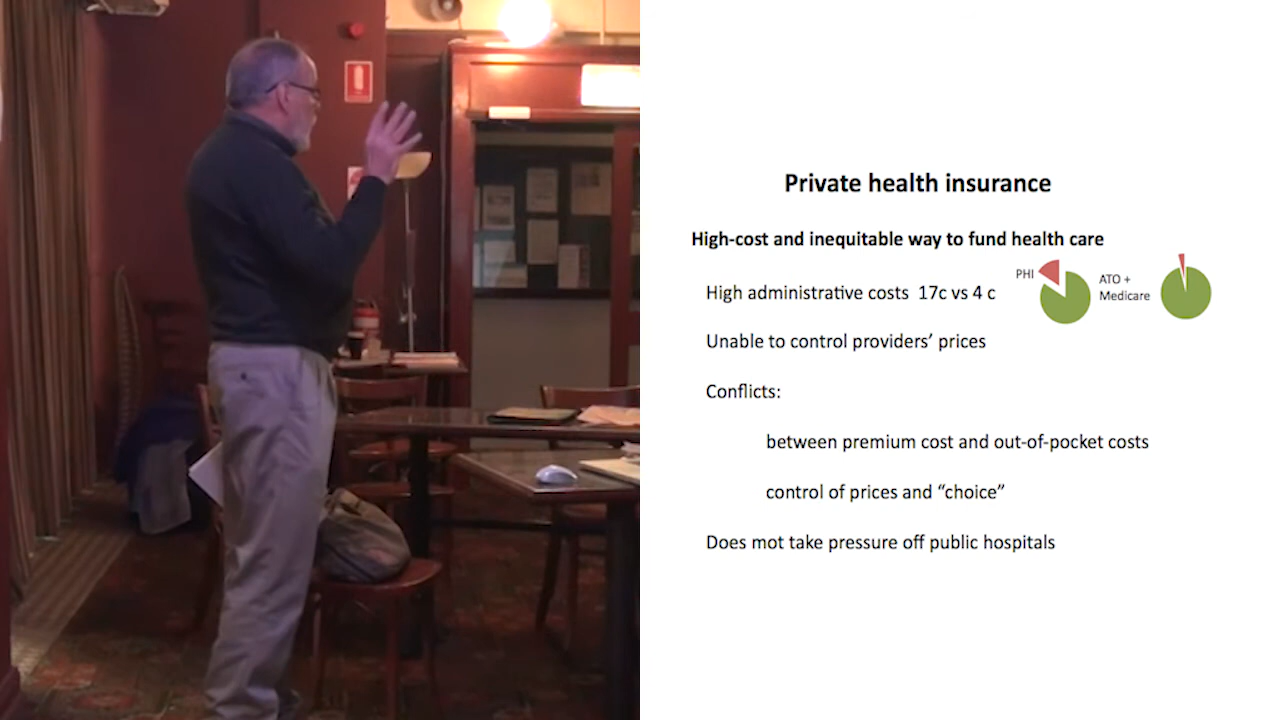 Private health insurance
High-cost and inequitable way to fund health care
High administrative costs 17c vs 4 c
PHI
ATO +
Medicare
Unable to control providers’ prices
Conflicts:
between premium cost and out-of-pocket costs
control of prices and “choice”
Does mot take pressure off public hospitals